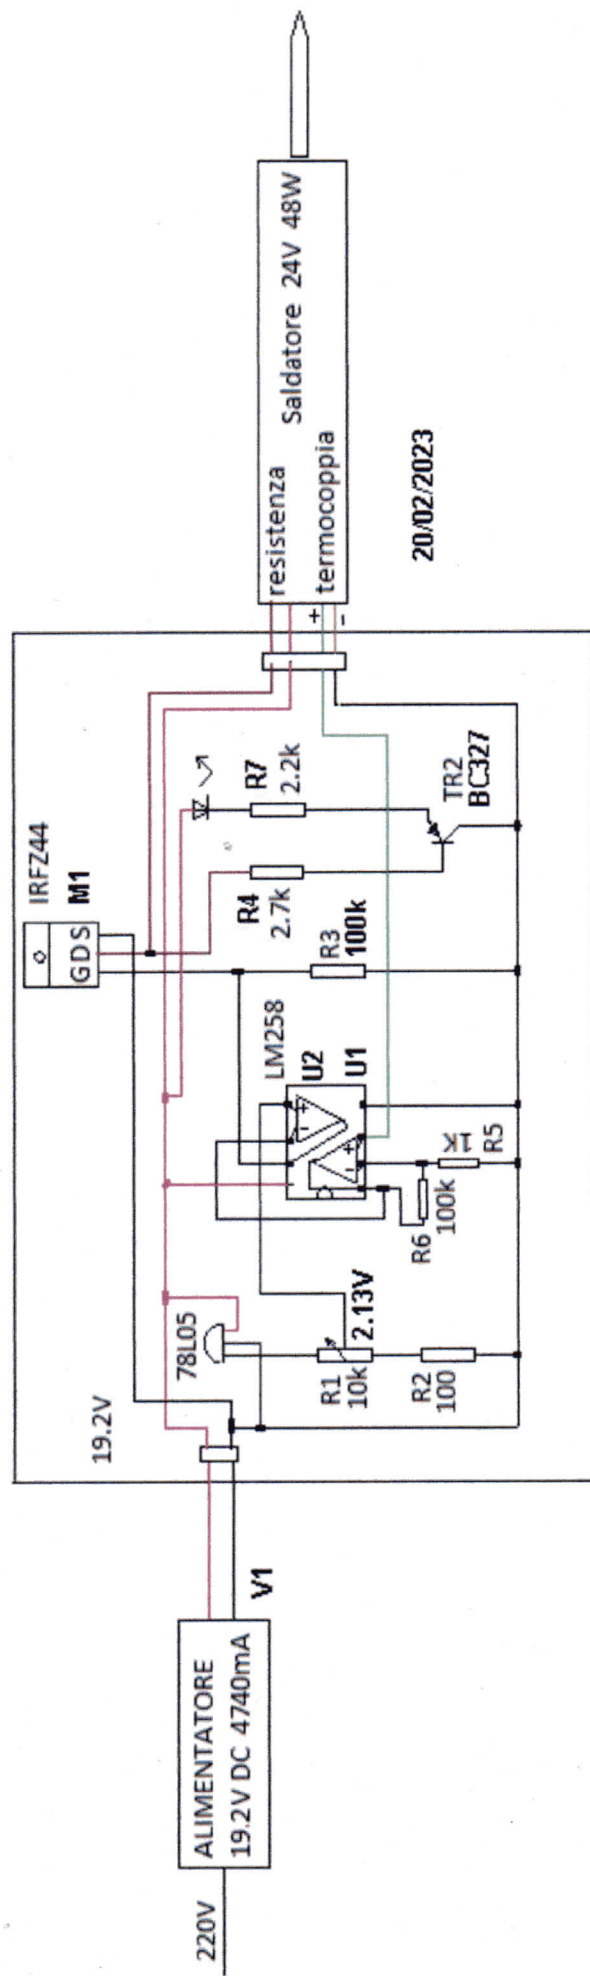 220V
ALIMENTATORE
19.2V DC 4740mA
V1
19.2V
78L05
R1
10k
2.13V
R2
100
R6
100k
1K
R5
LM258
U2
U1
+
-
+
-
IRFZ44
M1
G D S
R3
100k
R4
2.7k
R7
2.2k
TR2
BC327
+
-
resistenza
Saldatore 24V 48W
termocoppia
20/02/2023